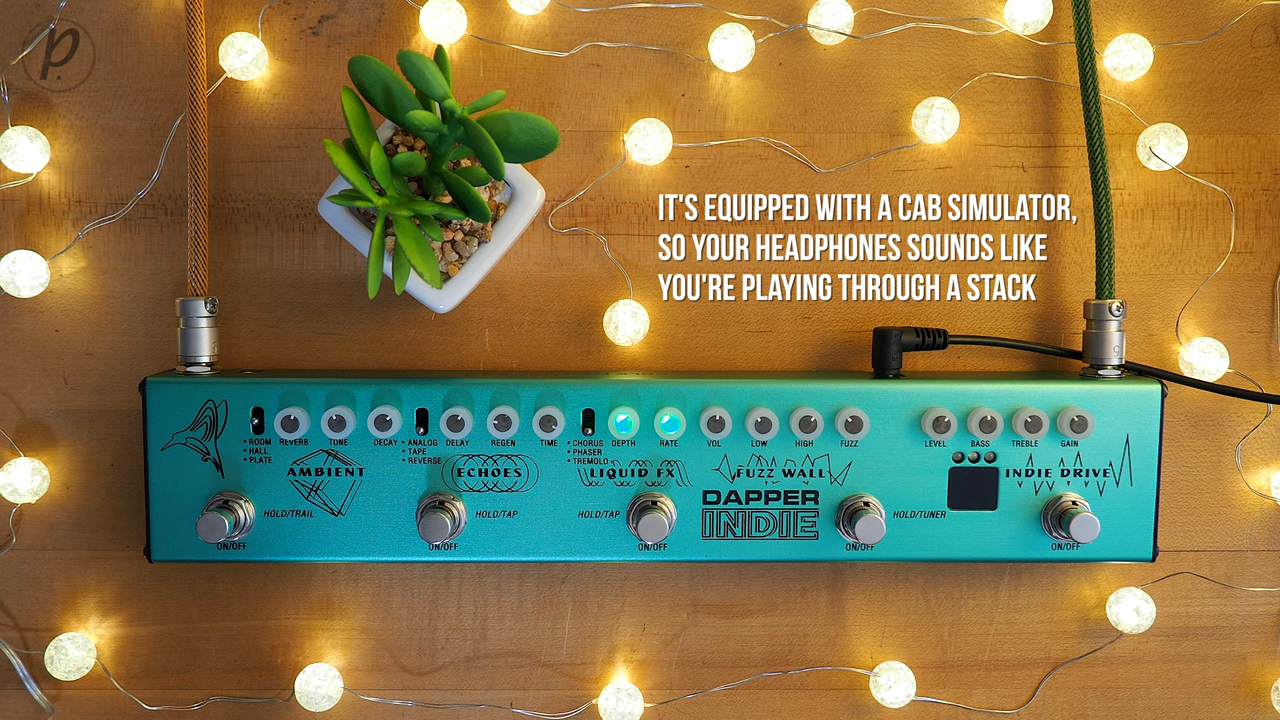 p.
IT'S EQUIPPED WITH A CAB SIMULATOR,
SO YOUR HEADPHONES SOUNDS LIKE
YOU'RE PLAYING THROUGH A STACK
• ROOM
• HALL
• PLATE
REVERB TONE DECAY
• ANALOG
• TAPE
• REVERSE
DELAY REGEN TIME
• CHORUS
• PHASER
• TREMOLO
DEPTH RATE VOL LOW HIGH FUZZ
LEVEL BASS TREBLE GAIN
AMBIENT ECHOES LIQUID FX FUZZ WALL INDIE DRIVE
DAPPER
INDIE
HOLD/TRAIL HOLD/TAP HOLD/TAP HOLD/TUNER
ON/OFF ON/OFF ON/OFF ON/OFF ON/OFF